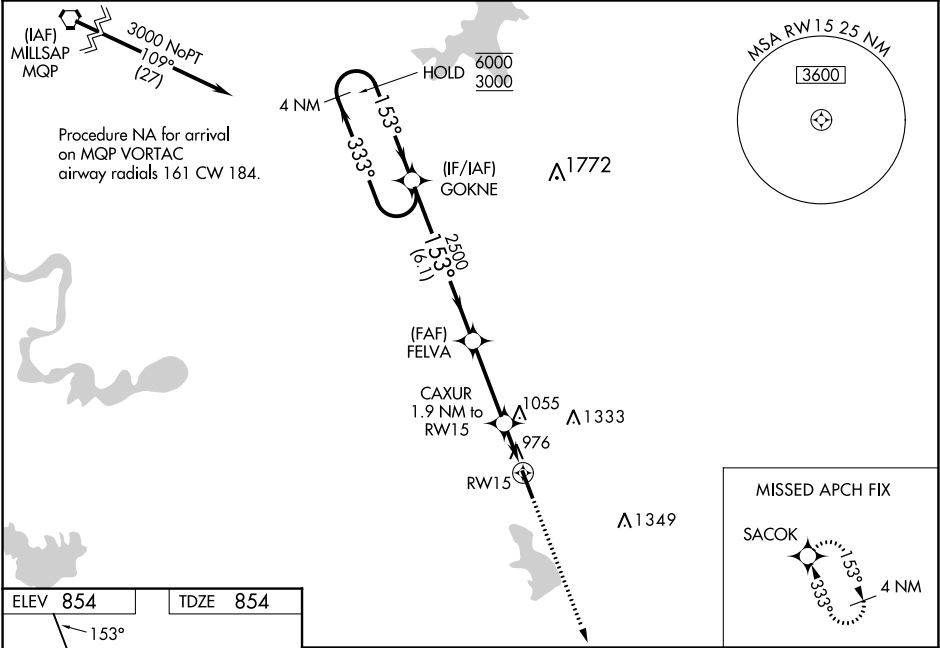 (IAF)
MILLSAP
MQP
3000 NoPT
109°
(27)
Procedure NA for arrival
on MQP VORTAC
airway radials 161 CW 184.
4 NM
HOLD
6000
3000
153°
333°
(IF/IAF)
GOKNE
1772
MSA RW15 25 NM
3600
2500
153°
(6.1)
(FAF)
FELVA
CAXUR
1.9 NM to
RW15
1055
1333
976
RW15
1349
MISSED APCH FIX
SACOK
153°
333°
4 NM
ELEV 854
TDZE 854
153°